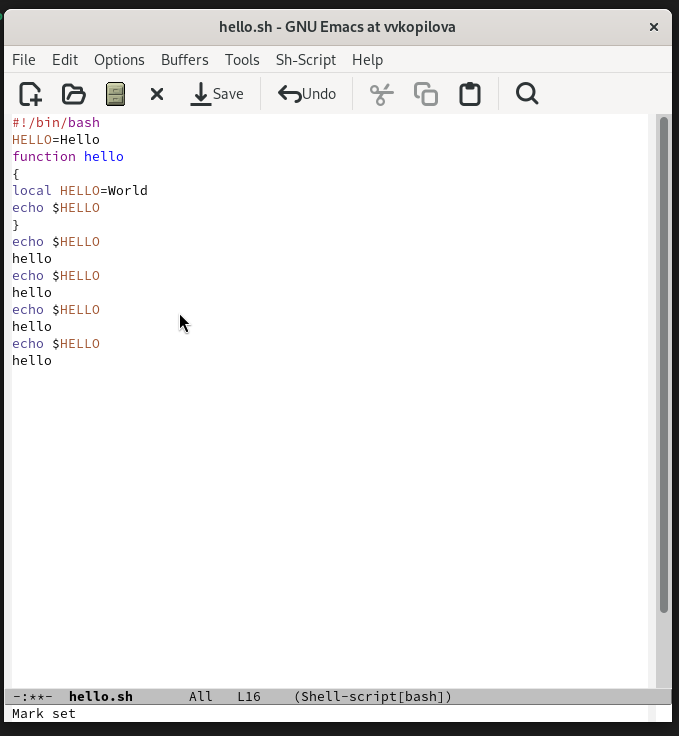 hello.sh - GNU Emacs at vvkopilova
File Edit Options Buffers Tools Sh-Script Help
Save Undo
#!/bin/bash
HELLO=Hello
function hello
{
local HELLO=World
echo $HELLO
}
echo $HELLO
hello
echo $HELLO
hello
echo $HELLO
hello
echo $HELLO
hello
-:**- hello.sh All L16 (Shell-script[bash])
Mark set